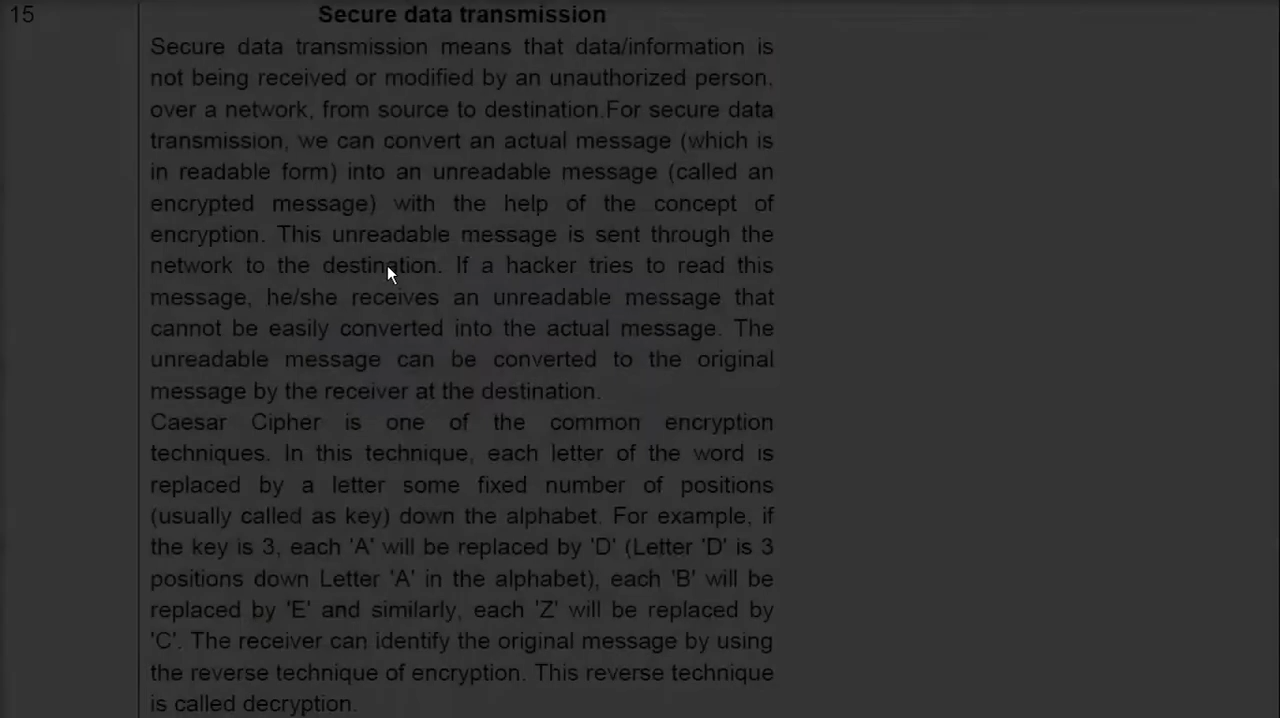 15
Secure data transmission
Secure data transmission means that data/information is
not being received or modified by an unauthorized person,
over a network, from source to destination.For secure data
transmission, we can convert an actual message (which is
in readable form) into an unreadable message (called an
encrypted message) with the help of the concept of
encryption. This unreadable message is sent through the
network to the destination. If a hacker tries to read this
message, he/she receives an unreadable message that
cannot be easily converted into the actual message. The
unreadable message can be converted to the original
message by the receiver at the destination.
Caesar Cipher is one of the common encryption
techniques. In this technique, each letter of the word is
replaced by a letter some fixed number of positions
(usually called as key) down the alphabet. For example, if
the key is 3, each 'A' will be replaced by 'D' (Letter 'D' is 3
positions down Letter 'A' in the alphabet), each 'B' will be
replaced by 'E' and similarly, each 'Z' will be replaced by
'C'. The receiver can identify the original message by using
the reverse technique of encryption. This reverse technique
is called decryption.